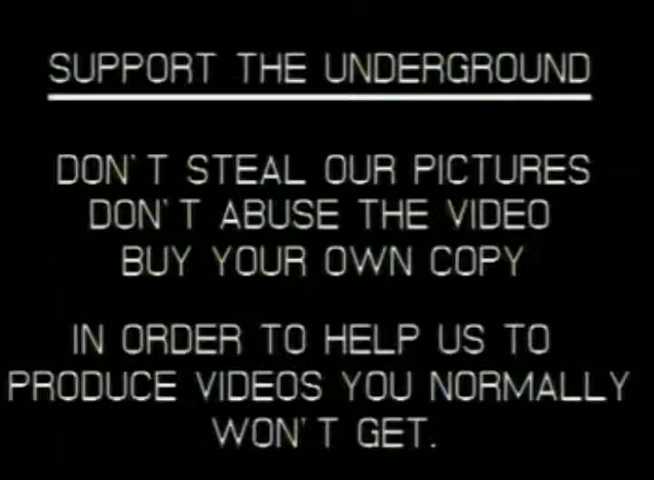 SUPPORT THE UNDERGROUND
DON'T STEAL OUR PICTURES
DON'T ABUSE THE VIDEO
BUY YOUR OWN COPY
IN ORDER TO HELP US TO
PRODUCE VIDEOS YOU NORMALLY
WON'T GET.